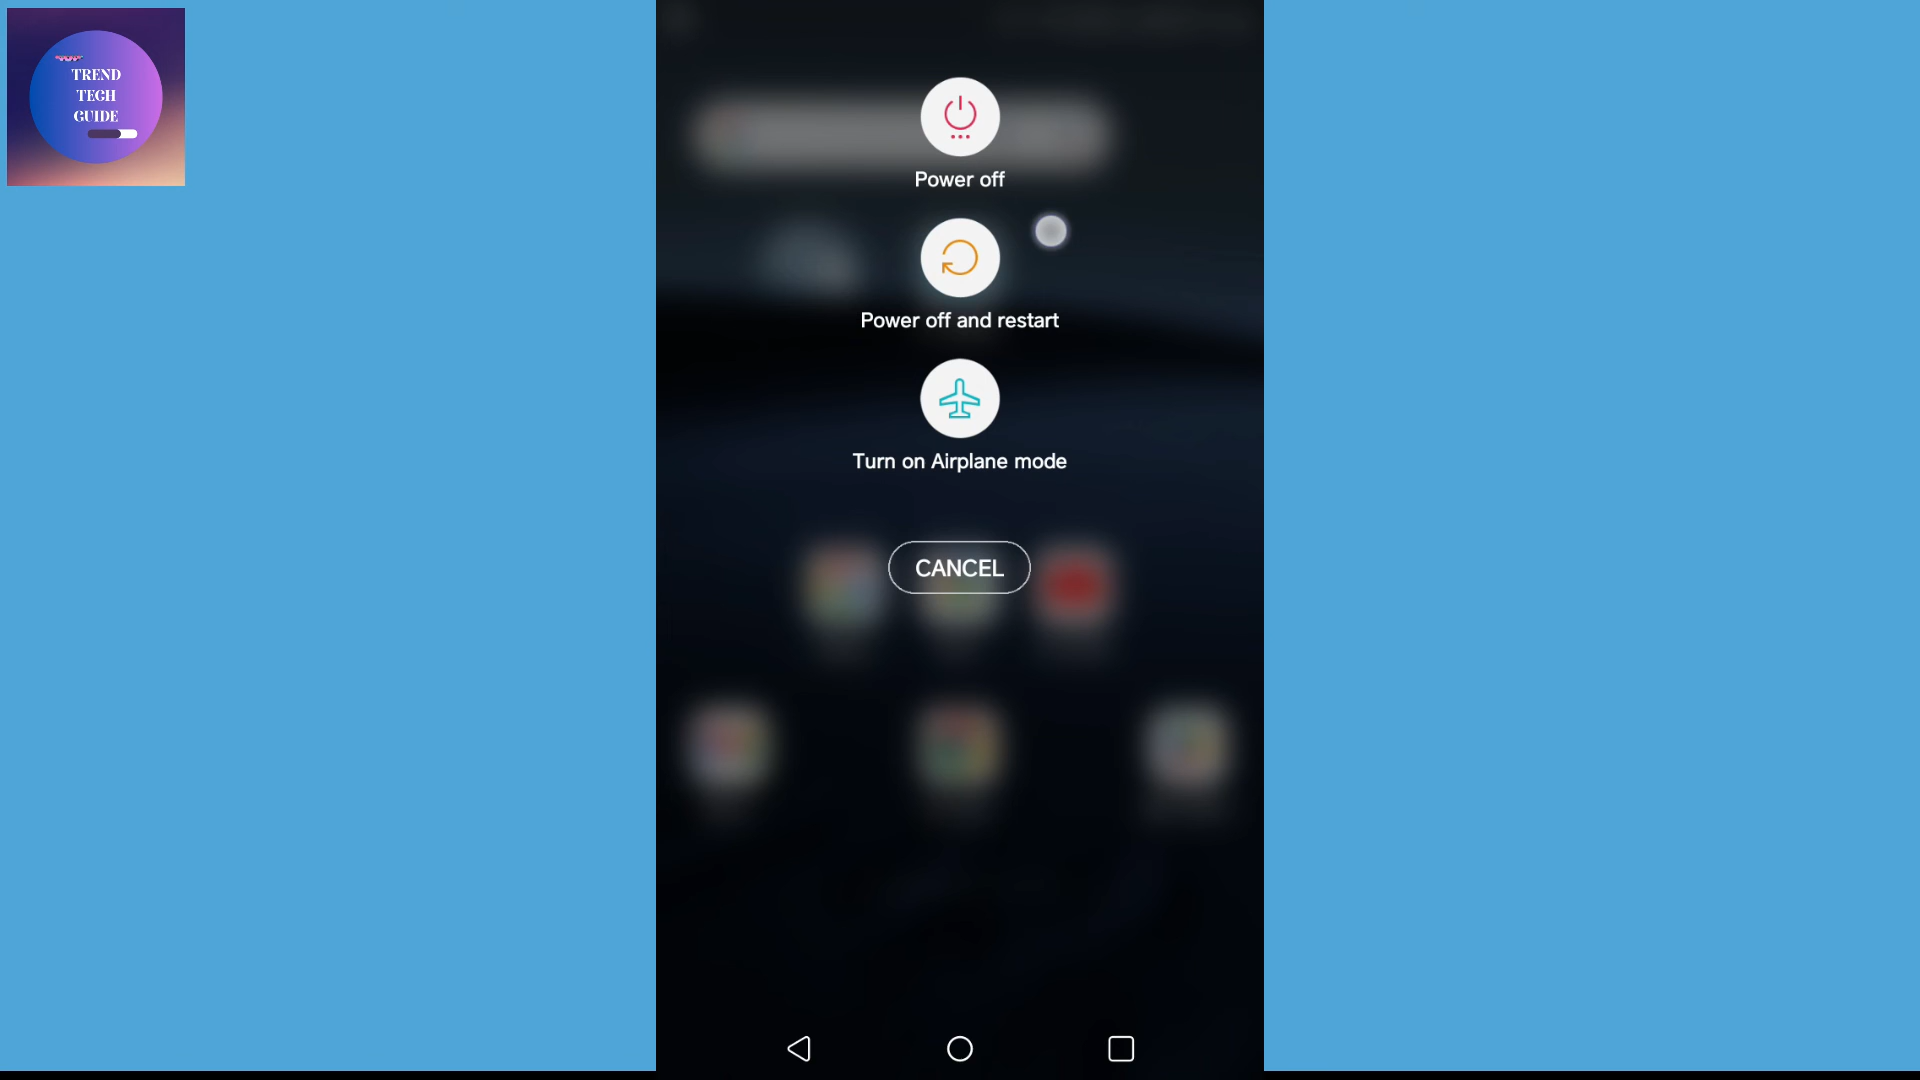 TREND
TECH
GUIDE
Power off
Power off and restart
Turn on Airplane mode
CANCEL